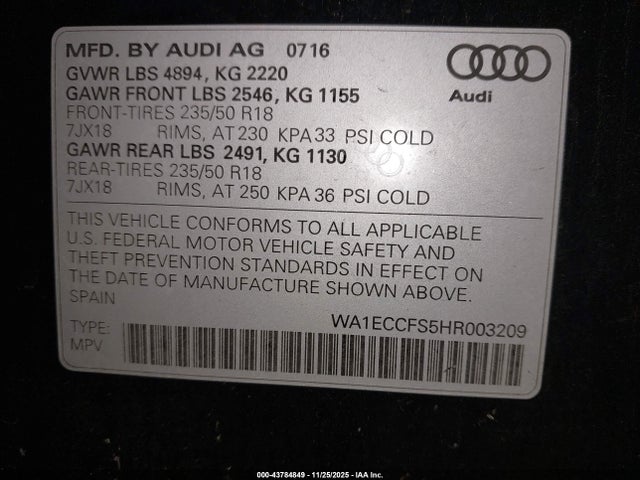 MFD. BY AUDI AG 0716
GVWR LBS 4894, KG 2220
GAWR FRONT LBS 2546, KG 1155
FRONT-TIRES 235/50 R18
7JX18 RIMS, AT 230 KPA 33 PSI COLD
GAWR REAR LBS 2491, KG 1130
REAR-TIRES 235/50 R18
7JX18 RIMS, AT 250 KPA 36 PSI COLD
Audi
THIS VEHICLE CONFORMS TO ALL APPLICABLE
U.S. FEDERAL MOTOR VEHICLE SAFETY AND
THEFT PREVENTION STANDARDS IN EFFECT ON
THE DATE OF MANUFACTURE SHOWN ABOVE.
SPAIN
WA1ECCFS5HR003209
TYPE:
MPV
000-43784849 - 11/25/2025 - IAA Inc.